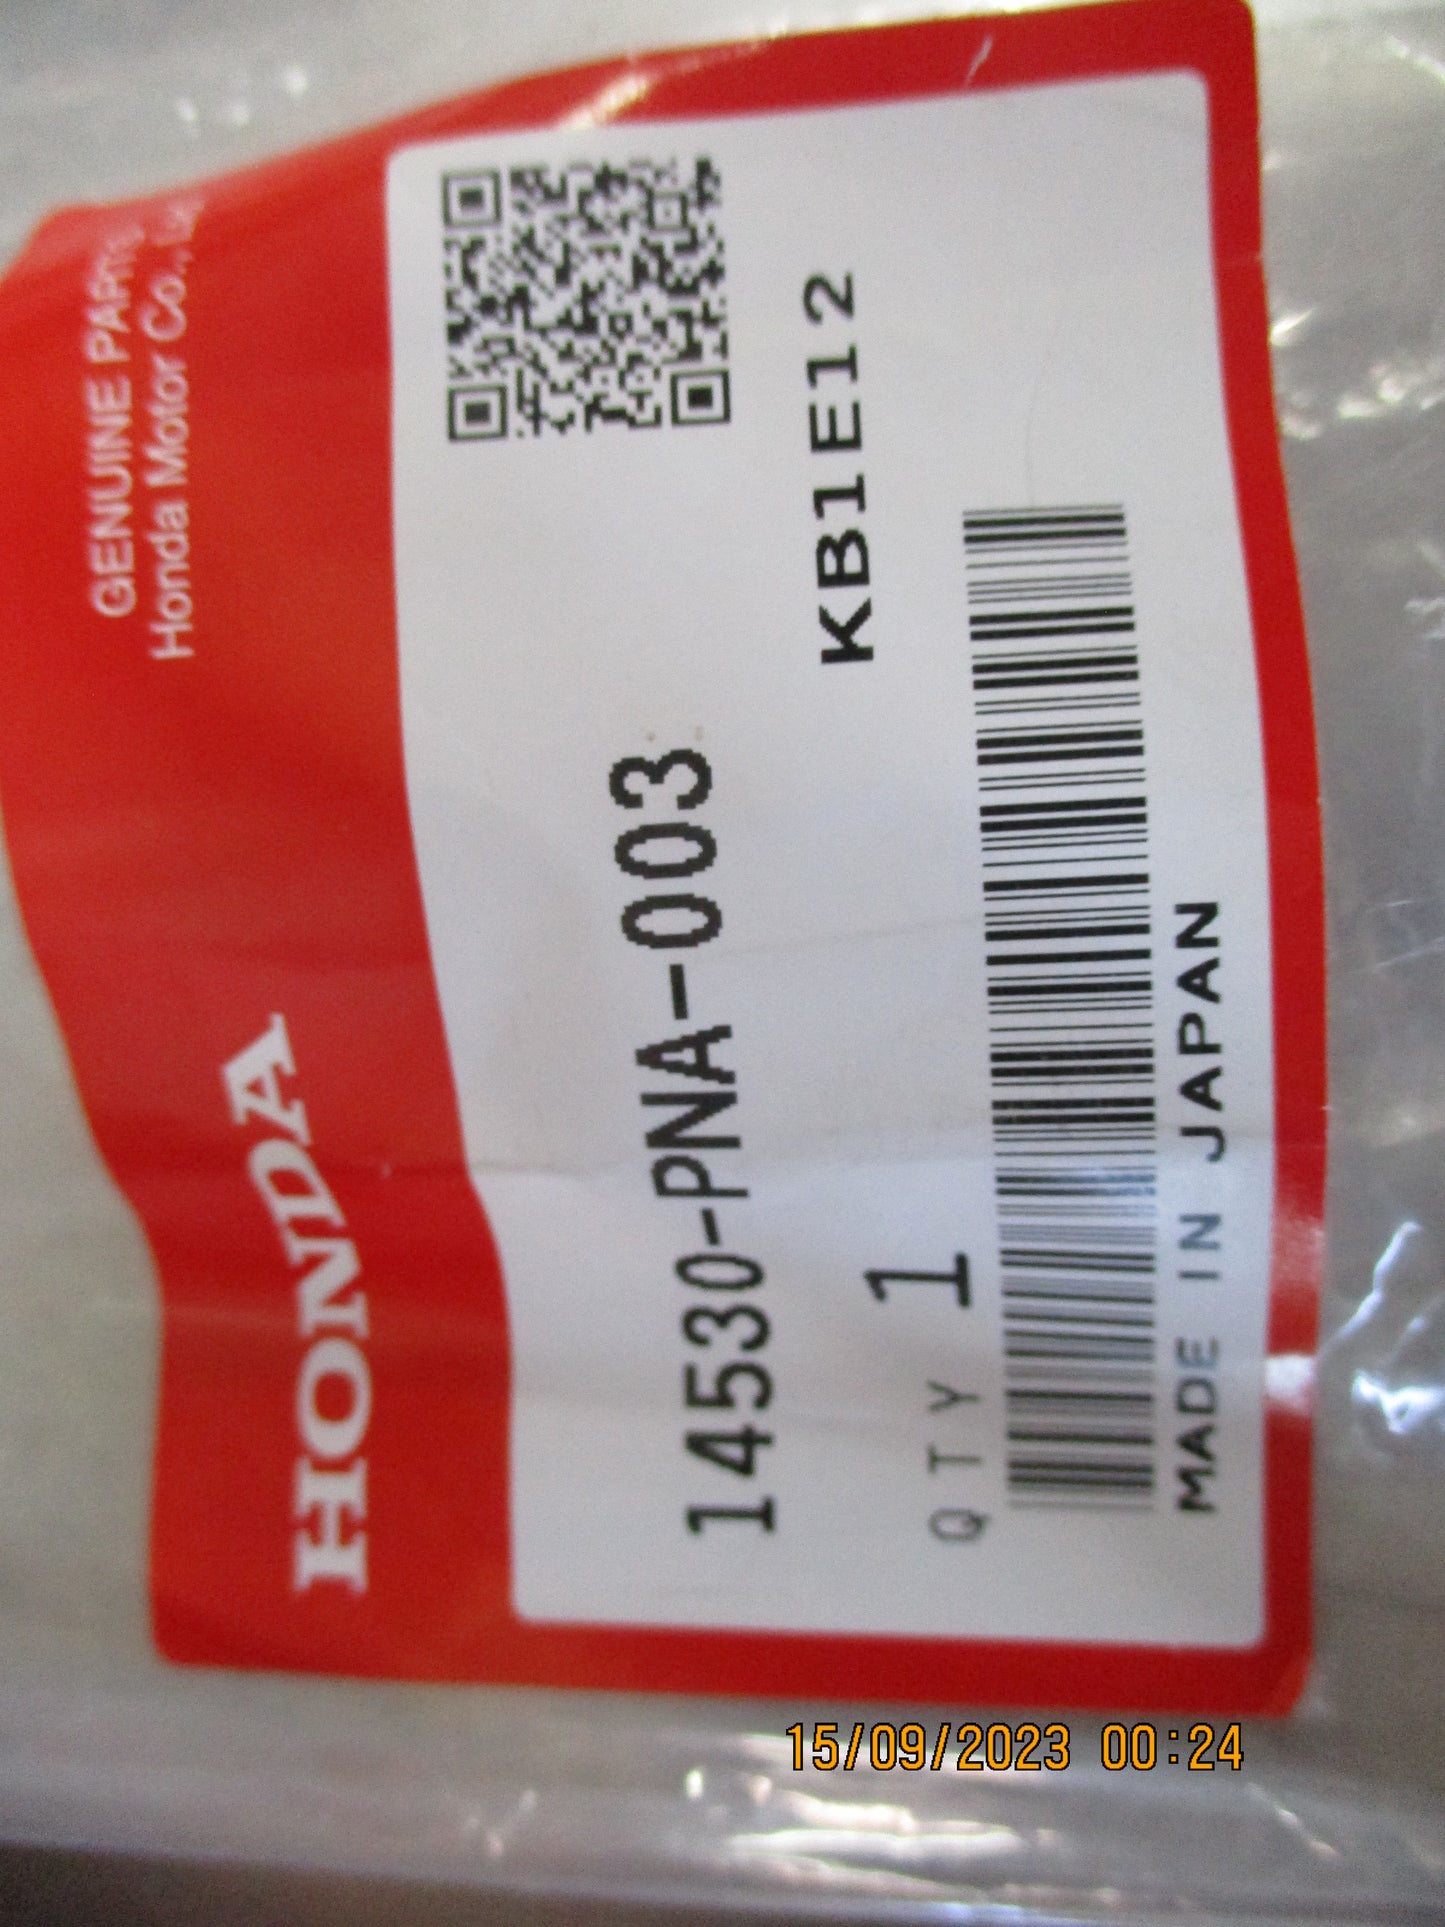 HONDA
GENUINE PARTS
Honda Motor Co.,
14530-PNA-003
QTY 1
KB1E12
MADE IN JAPAN
15/09/2023 00:24